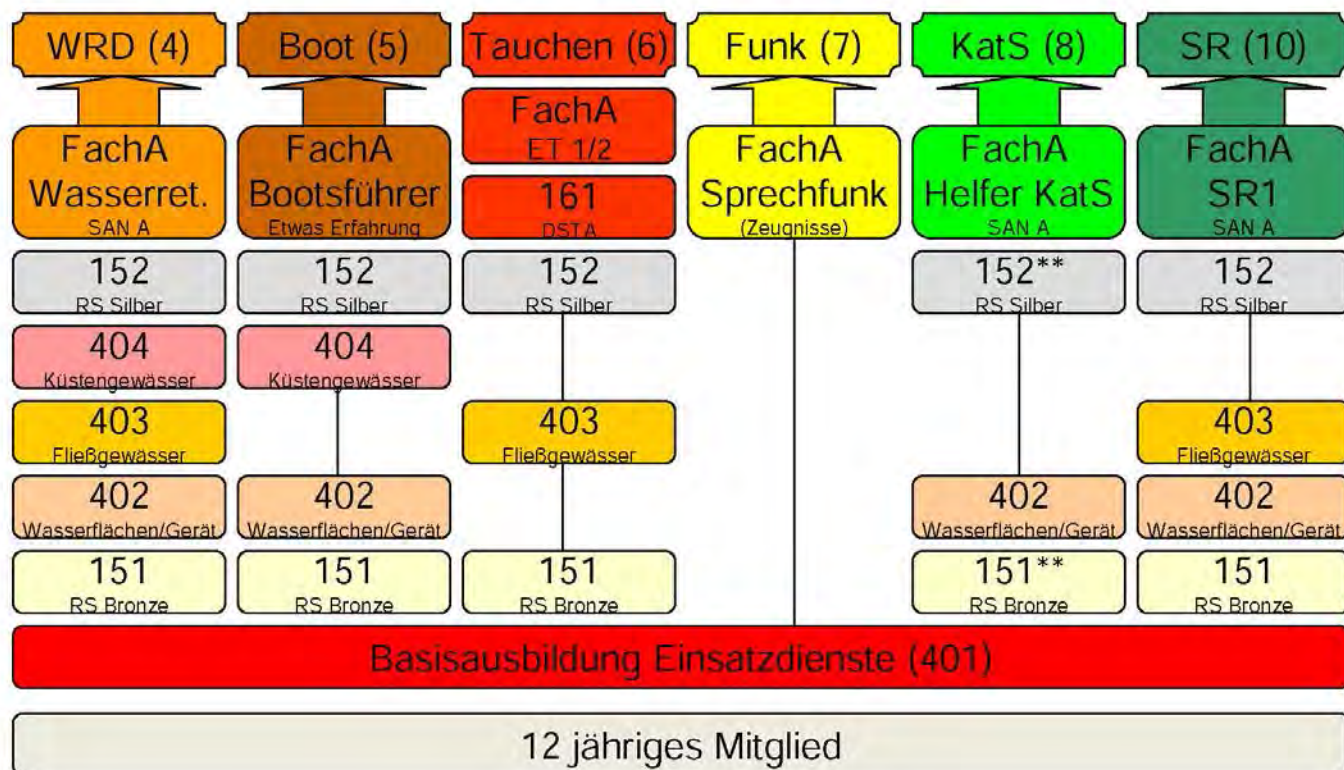 WRD (4) Boot (5) Tauchen (6) Funk (7) KatS (8) SR (10)
FachA
Wasserret.
SAN A
FachA
Bootsführer
Etwas Erfahrung
FachA
ET 1/2
161
DSTA
FachA
Sprechfunk
(Zeugnisse)
FachA
Helfer KatS
SAN A
FachA
SR1
SAN A
152 152 152 152** 152
RS Silber RS Silber RS Silber RS Silber RS Silber
404 404
Küstengewässer Küstengewässer
403 403 403
Fließgewässer Fließgewässer Fließgewässer
402 402 402 402
Wasserflächen/Gerät Wasserflächen/Gerät Wasserflächen/Gerät Wasserflächen/Gerät
151 151 151 151** 151
RS Bronze RS Bronze RS Bronze RS Bronze RS Bronze
Basisausbildung Einsatzdienste (401)
12 jähriges Mitglied